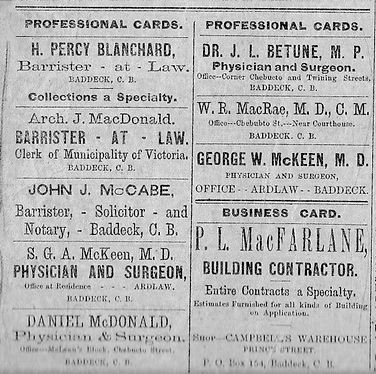 PROFESSIONAL CARDS.
H. PERCY BLANCHARD,
Barrister - at - Law.
BADDECK, C. B.
Collections a Specialty.
Arch. J. MacDonald.
BARRISTER - AT - LAW.
Clerk of Municipality of Victoria.
BADDECK, C. B.
JOHN J. McCABE,
Barrister, - Solicitor - and
Notary, - Baddeck, C. B.
S. G. A. McKeen, M. D.
PHYSICIAN AND SURGEON,
Office at Residence - - - ARDLAW.
BADDECK, C. B.
DANIEL McDONALD,
Physician & Surgeon.
Office---McLean's Block, Chebucto Street.
BADDECK, C. B.
PROFESSIONAL CARDS.
DR. J. L. BETUNE, M. P.
Physician and Surgeon.
Office--Corner Chebucto and Twining Streets.
BADDECK, C. B.
W. R. MacRae, M. D., C. M.
Office---Chebubto St.---Near Courthouse.
BADDECK. C. B.
GEORGE W. McKEEN, M. D.
PHYSICIAN AND SURGEON,
OFFICE - - ARDLAW- - BADDECK.
BUSINESS CARD.
P. L. MacFARLANE,
BUILDING CONTRACTOR.
Entire Contracts a Specialty.
Estimates Furnished for all kinds of Building
on Application.
SHOP--CAMPBELL'S WAREHOUSE
PRINCE STREET.
P. O. Box 154, Baddeck, C. B.